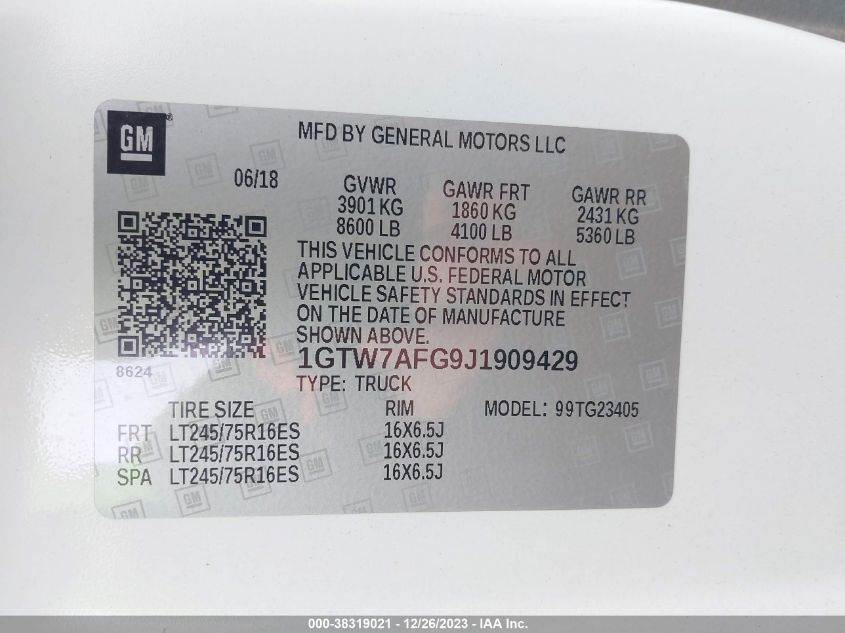 GM®
MFD BY GENERAL MOTORS LLC
06/18
GVWR
3901 KG
8600 LB
GAWR FRT
1860 KG
4100 LB
GAWR RR
2431 KG
5360 LB
THIS VEHICLE CONFORMS TO ALL
APPLICABLE U.S. FEDERAL MOTOR
VEHICLE SAFETY STANDARDS IN EFFECT
ON THE DATE OF MANUFACTURE
SHOWN ABOVE.
8624
1GTW7AFG9J1909429
TYPE: TRUCK
TIRE SIZE RIM MODEL: 99TG23405
FRT LT245/75R16ES 16X6.5J
RR LT245/75R16ES 16X6.5J
SPA LT245/75R16ES 16X6.5J
000-38319021 - 12/26/2023 - IAA Inc.